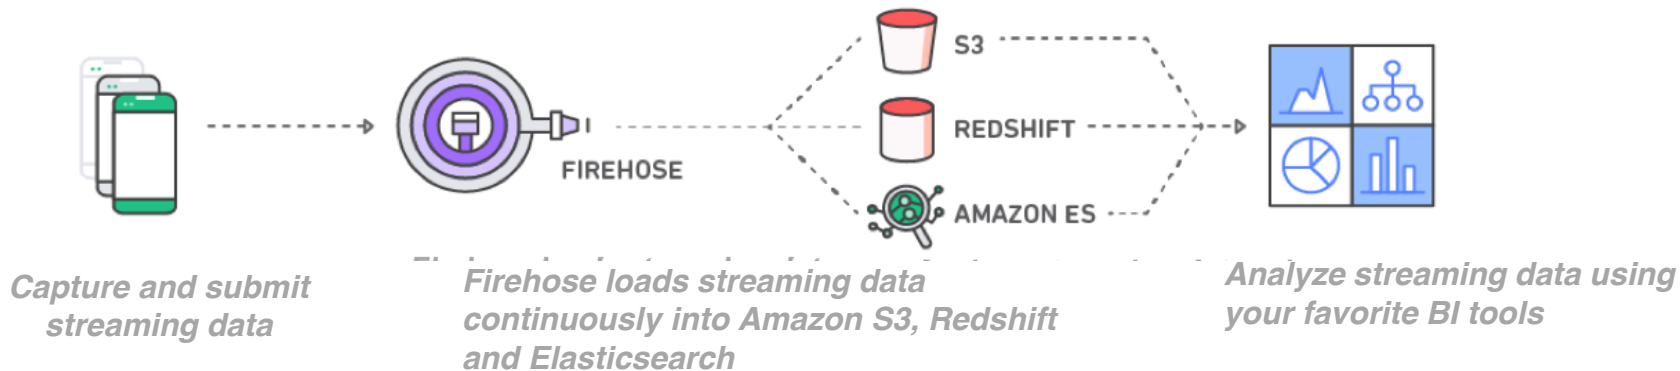 S3
REDSHIFT
FIREHOSE
AMAZON ES
Capture and submit
streaming data
Firehose loads streaming data
continuously into Amazon S3, Redshift
and Elasticsearch
Analyze streaming data using
your favorite BI tools